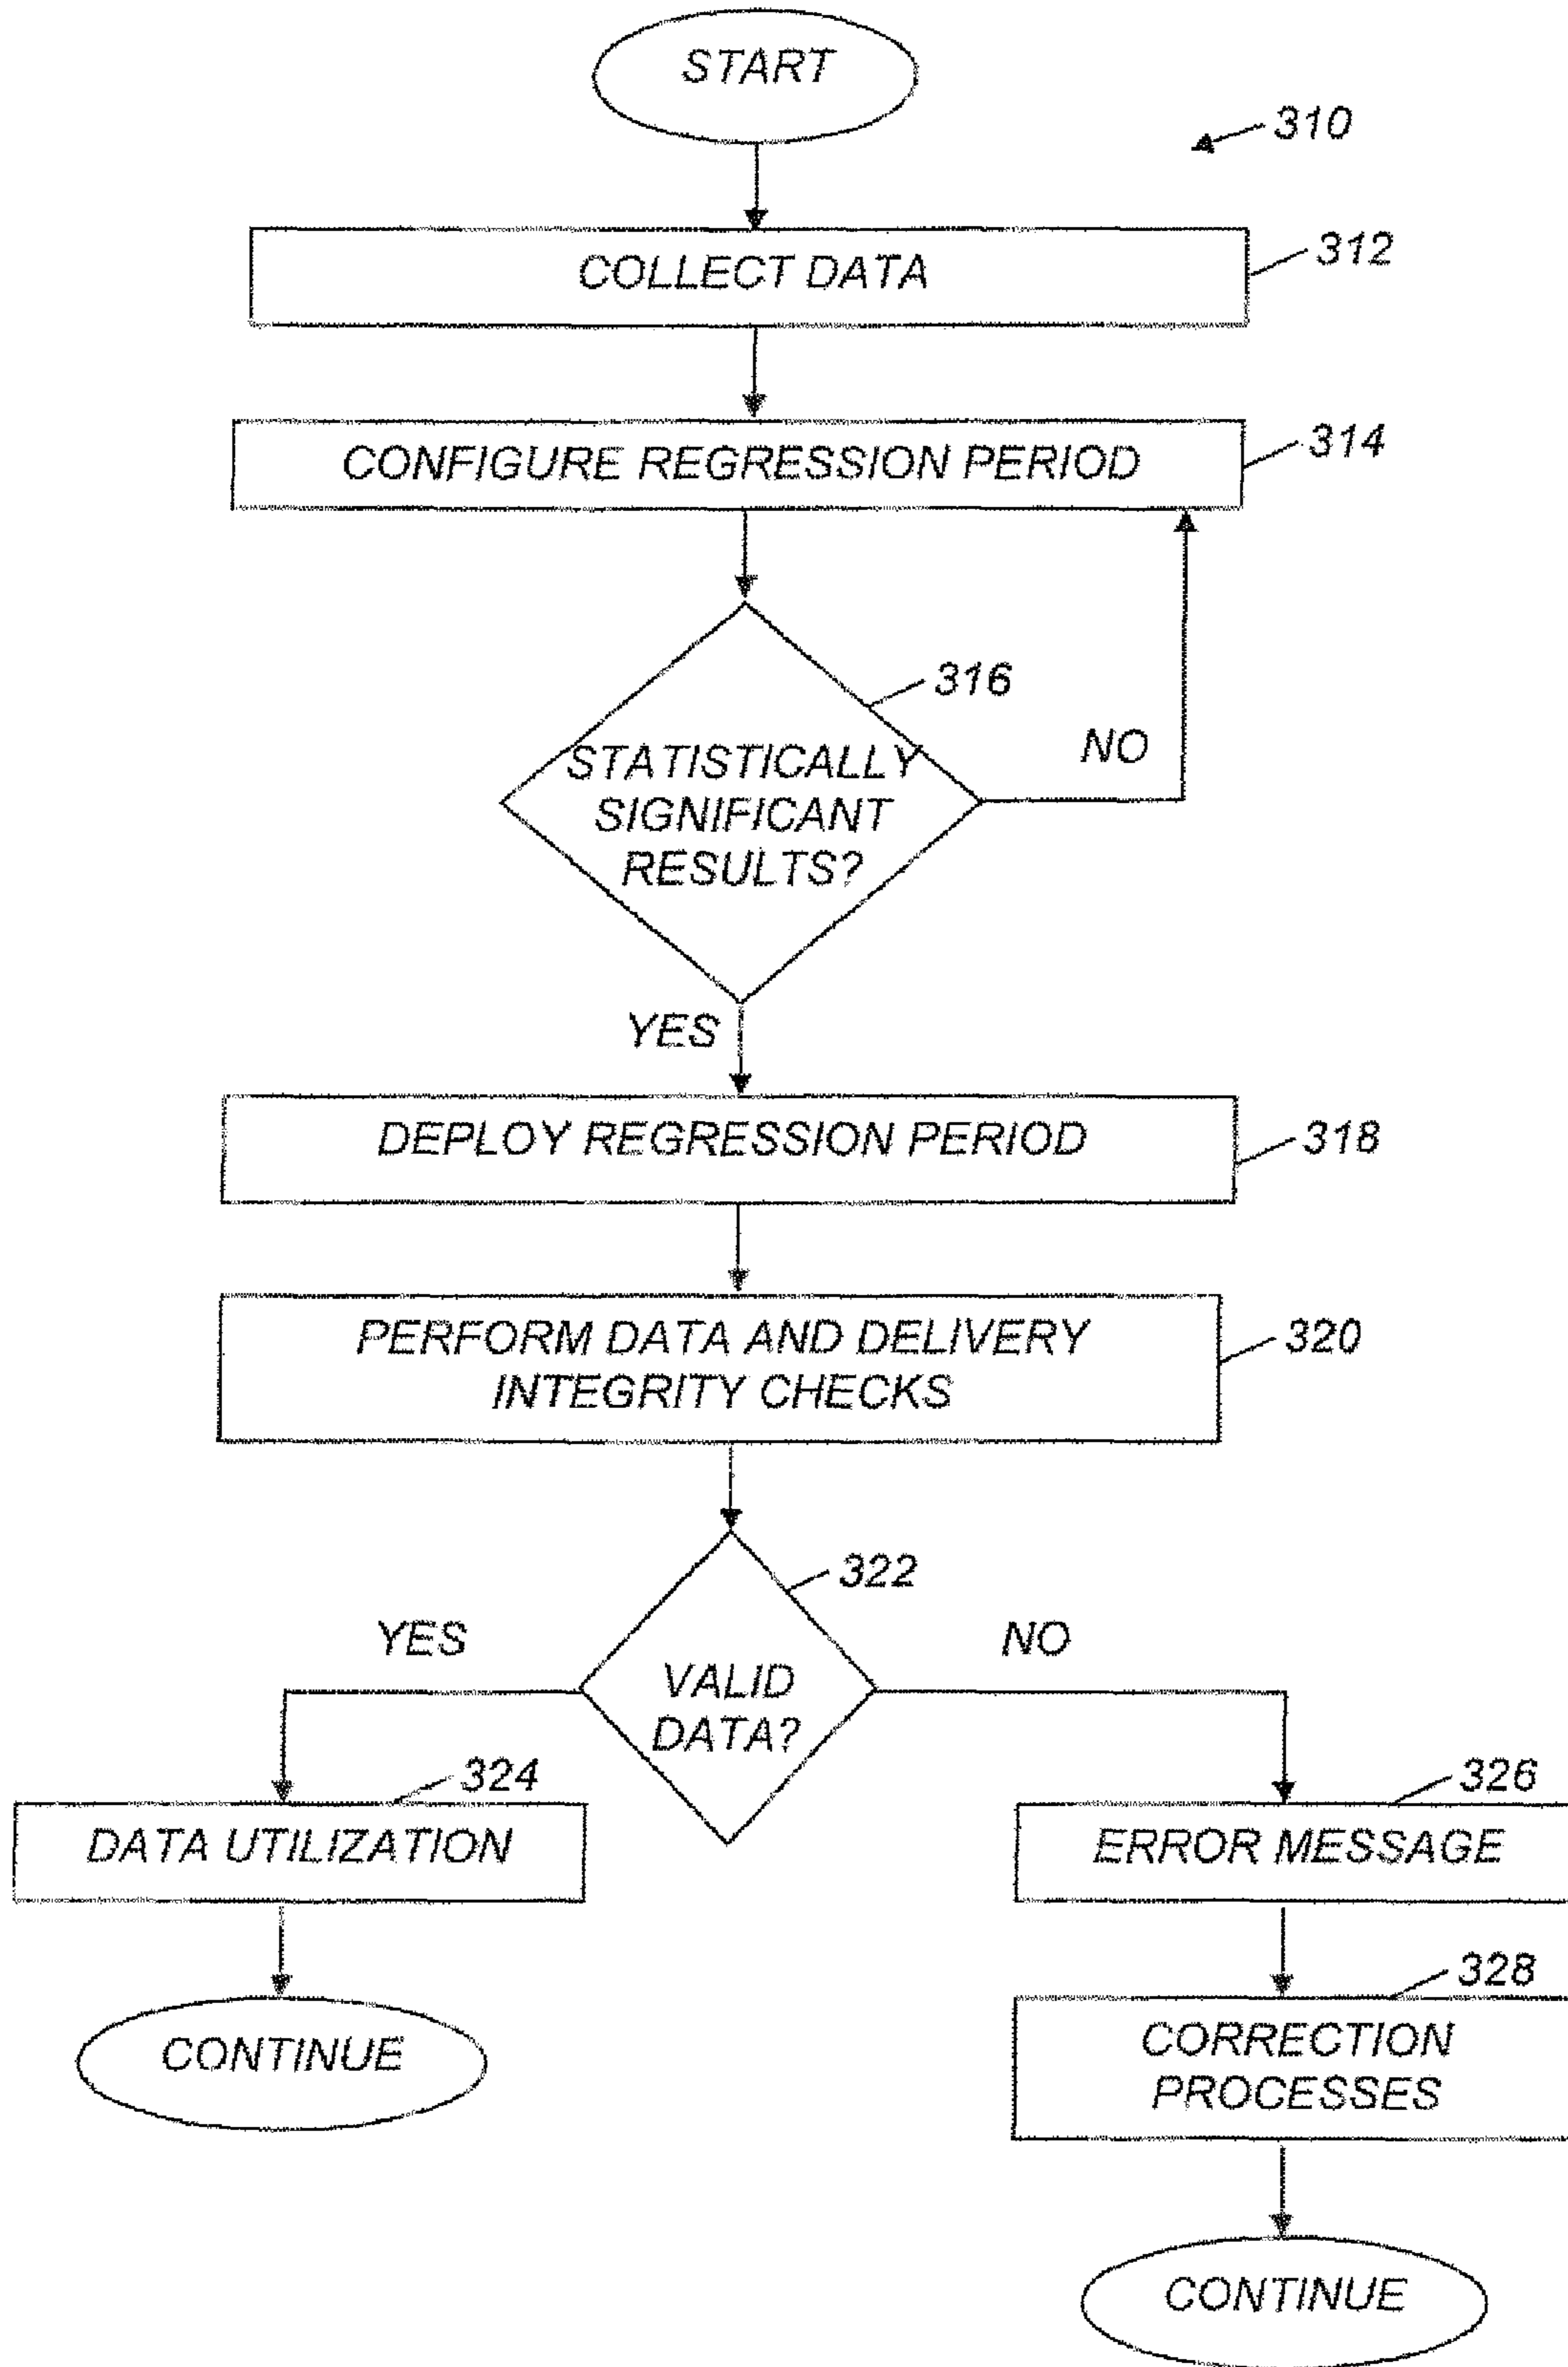 START
310
COLLECT DATA
312
CONFIGURE REGRESSION PERIOD
314
316
STATISTICALLY
SIGNIFICANT
RESULTS?
NO
YES
DEPLOY REGRESSION PERIOD
318
PERFORM DATA AND DELIVERY
INTEGRITY CHECKS
320
322
YES
NO
VALID
DATA?
324
326
DATA UTILIZATION
ERROR MESSAGE
328
CONTINUE
CORRECTION
PROCESSES
CONTINUE